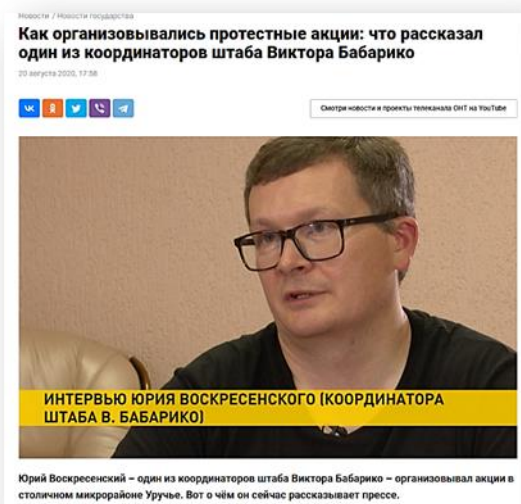 Новости / Новости государства
Как организовывались протестные акции: что рассказал
один из координаторов штаба Виктора Бабарико
20 августа 2020, 17:58
Смотри новости и проекты телеканала ОНТ на YouTube
ИНТЕРВЬЮ ЮРИЯ ВОСКРЕСЕНСКОГО (КООРДИНАТОРА
ШТАБА В. БАБАРИКО)
Юрий Воскресенский – один из координаторов штаба Виктора Бабарико – организовывал акции в
столичном микрорайоне Уручье. Вот о чём он сейчас рассказывает прессе.